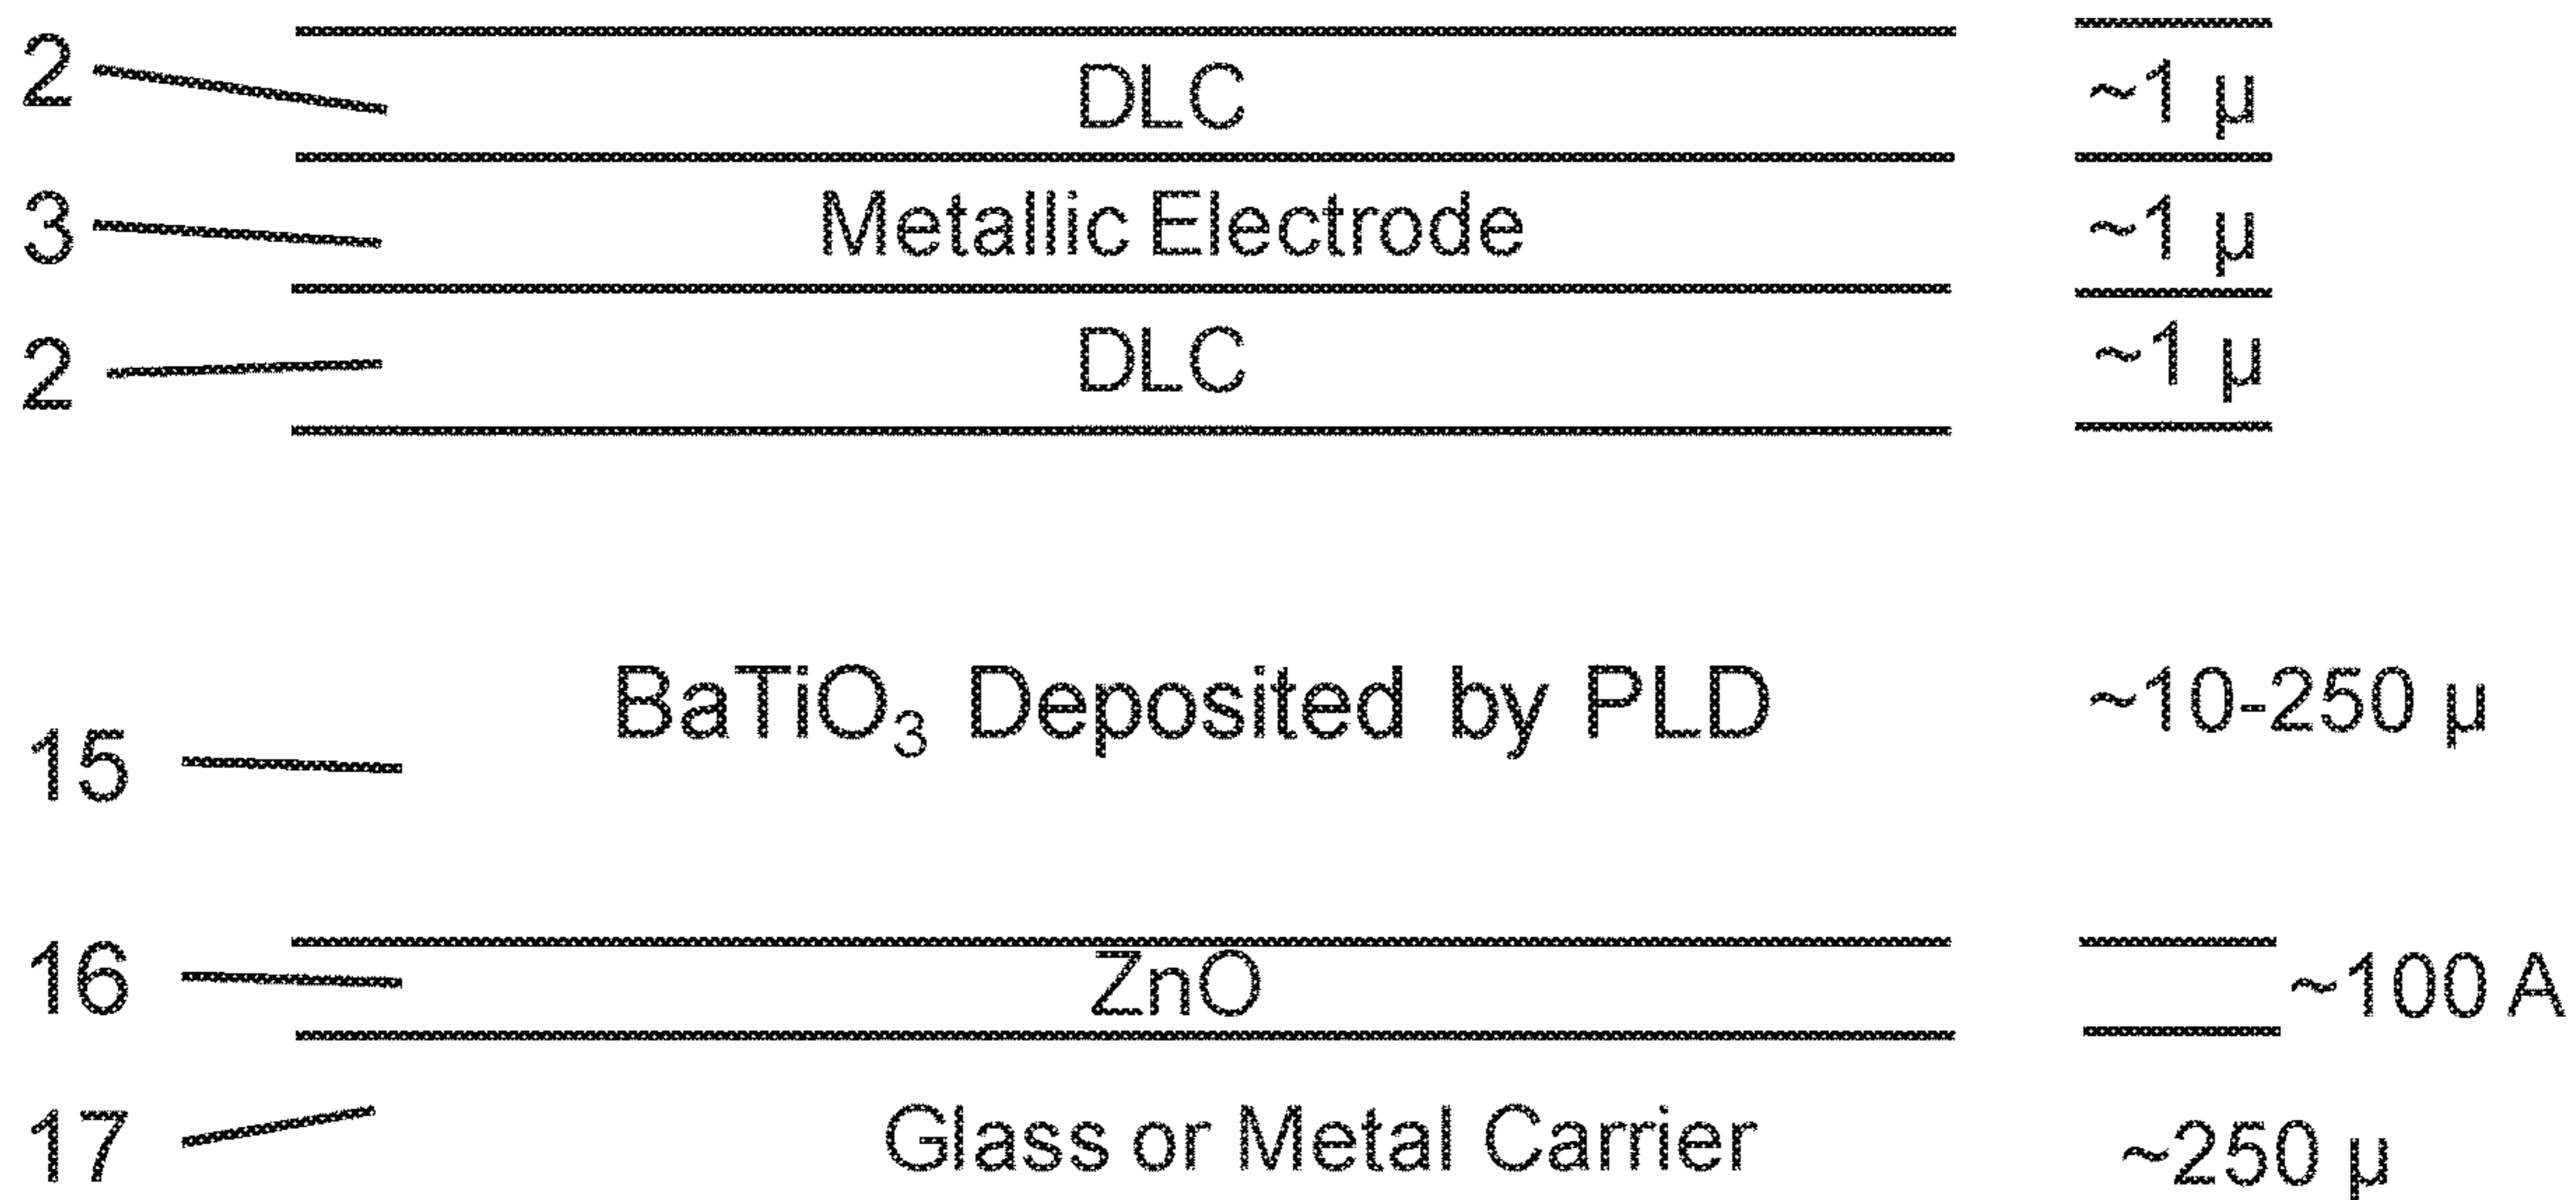 2 DLC ~1 µ
3 Metallic Electrode ~1 µ
2 DLC ~1 µ
15 BaTiO₃ Deposited by PLD ~10-250 µ
16 ZnO ~100 A
17 Glass or Metal Carrier ~250 µ